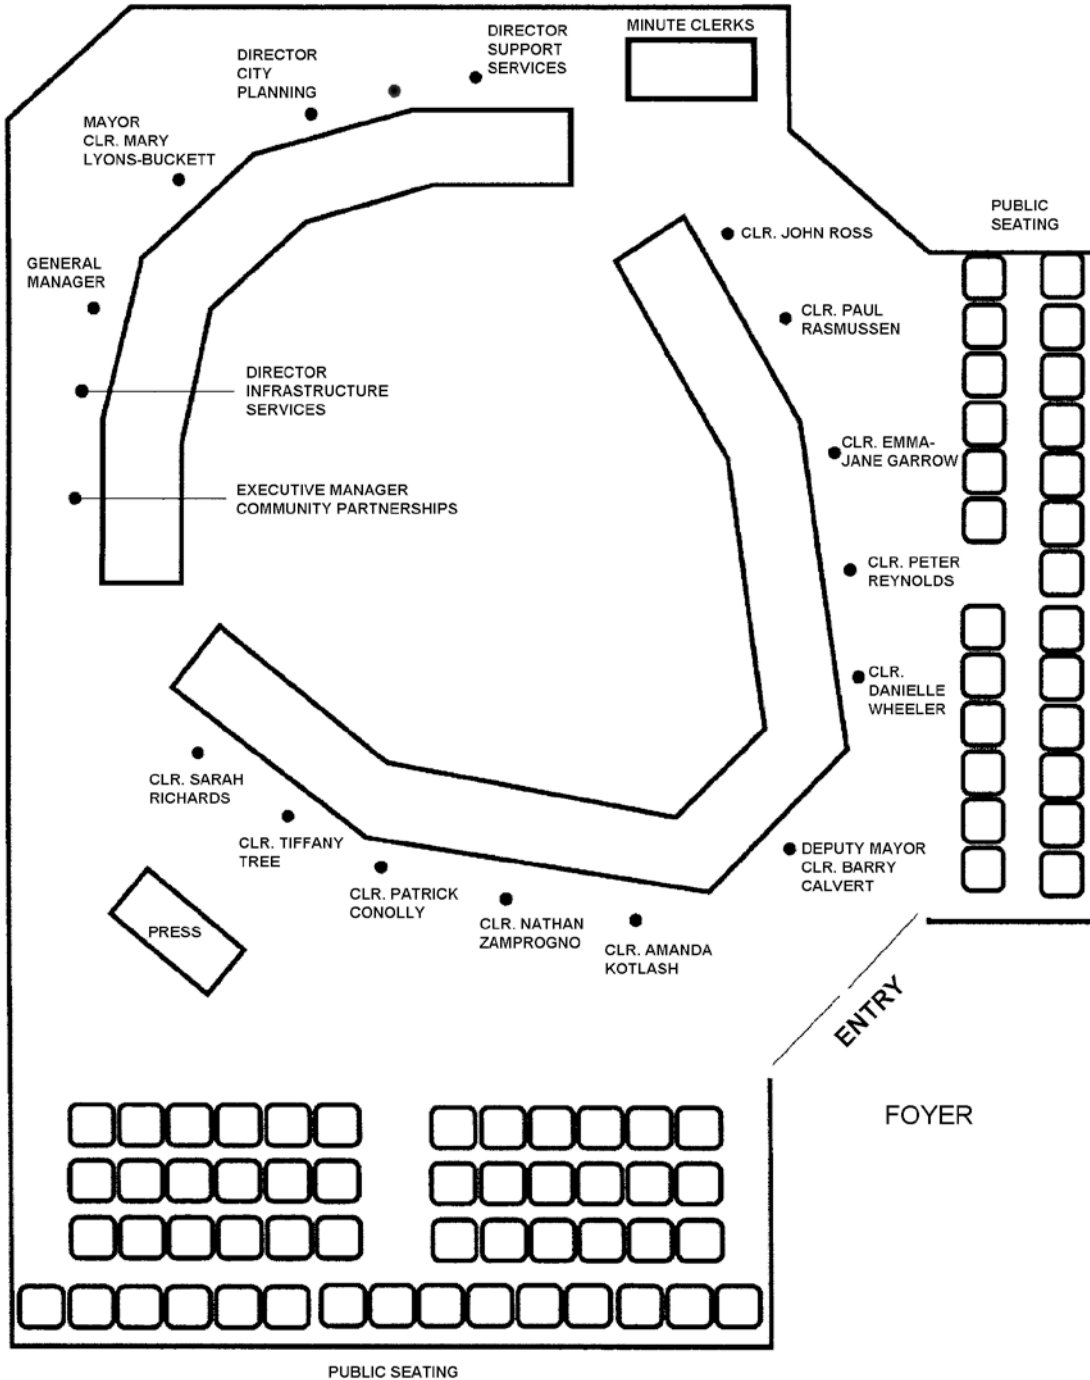 MINUTE CLERKS
DIRECTOR
SUPPORT
SERVICES
DIRECTOR
CITY
PLANNING
MAYOR
CLR. MARY
LYONS-BUCKETT
GENERAL
MANAGER
DIRECTOR
INFRASTRUCTURE
SERVICES
EXECUTIVE MANAGER
COMMUNITY PARTNERSHIPS
CLR. JOHN ROSS
CLR. PAUL
RASMUSSEN
CLR. EMMA-
JANE GARROW
CLR. PETER
REYNOLDS
CLR.
DANIELLE
WHEELER
DEPUTY MAYOR
CLR. BARRY
CALVERT
CLR. AMANDA
KOTLASH
CLR. NATHAN
ZAMPROGNO
CLR. PATRICK
CONOLLY
CLR. TIFFANY
TREE
CLR. SARAH
RICHARDS
PRESS
PUBLIC
SEATING
ENTRY
FOYER
PUBLIC SEATING